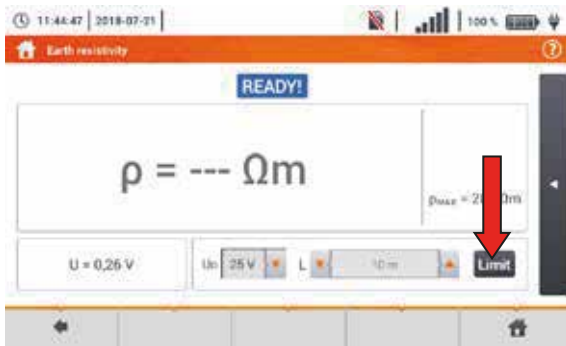 11:44:47 2018-07-21 100 %
Earth resistivity
READY!
ρ = --- Ωm
U = 0,26 V Un 25 V L 10 m Limit